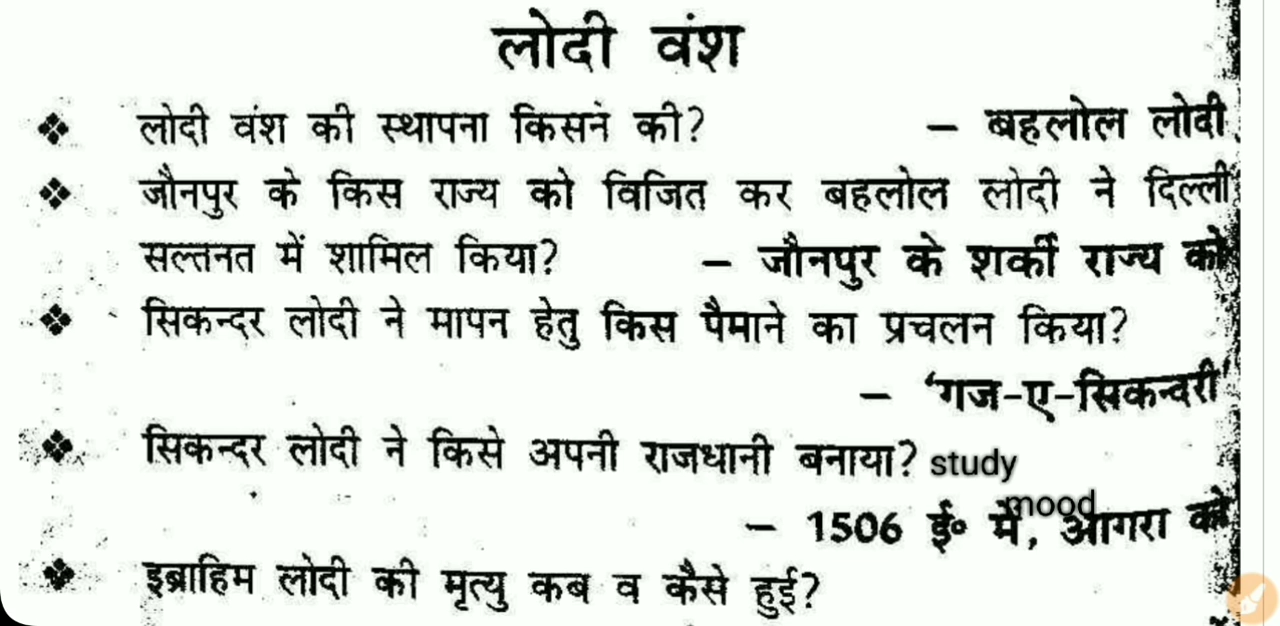 लोदी वंश
❖ लोदी वंश की स्थापना किसने की? – बहलोल लोदी
❖ जौनपुर के किस राज्य को विजित कर बहलोल लोदी ने दिल्ली
सल्तनत में शामिल किया? – जौनपुर के शर्की राज्य को
❖ सिकन्दर लोदी ने मापन हेतु किस पैमाने का प्रचलन किया?
– ‘गज-ए-सिकन्दरी’
❖ सिकन्दर लोदी ने किसे अपनी राजधानी बनाया? study
mood
– 1506 ई० में, आगरा को
❖ इब्राहिम लोदी की मृत्यु कब व कैसे हुई?